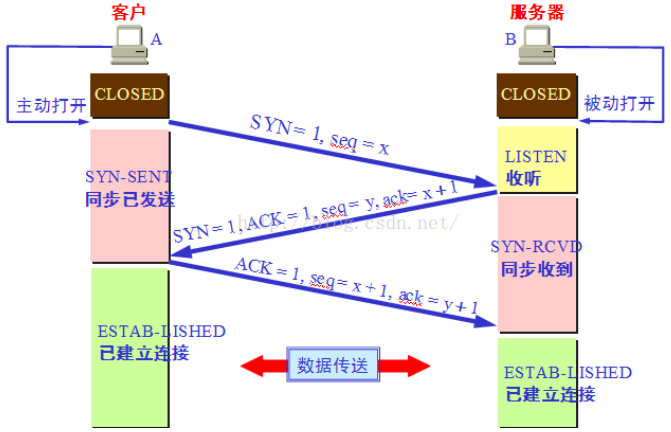 客户
服务器
A
B
CLOSED
CLOSED
主动打开
被动打开
SYN = 1, seq = x
LISTEN
收听
SYN-SENT
同步已发送
SYN = 1, ACK = 1, seq = y, ack= x + 1
http://blog.csdn.net/
SYN-RCVD
同步收到
ACK = 1, seq = x + 1, ack = y + 1
ESTAB-LISHED
已建立连接
数据传送
ESTAB-LISHED
已建立连接